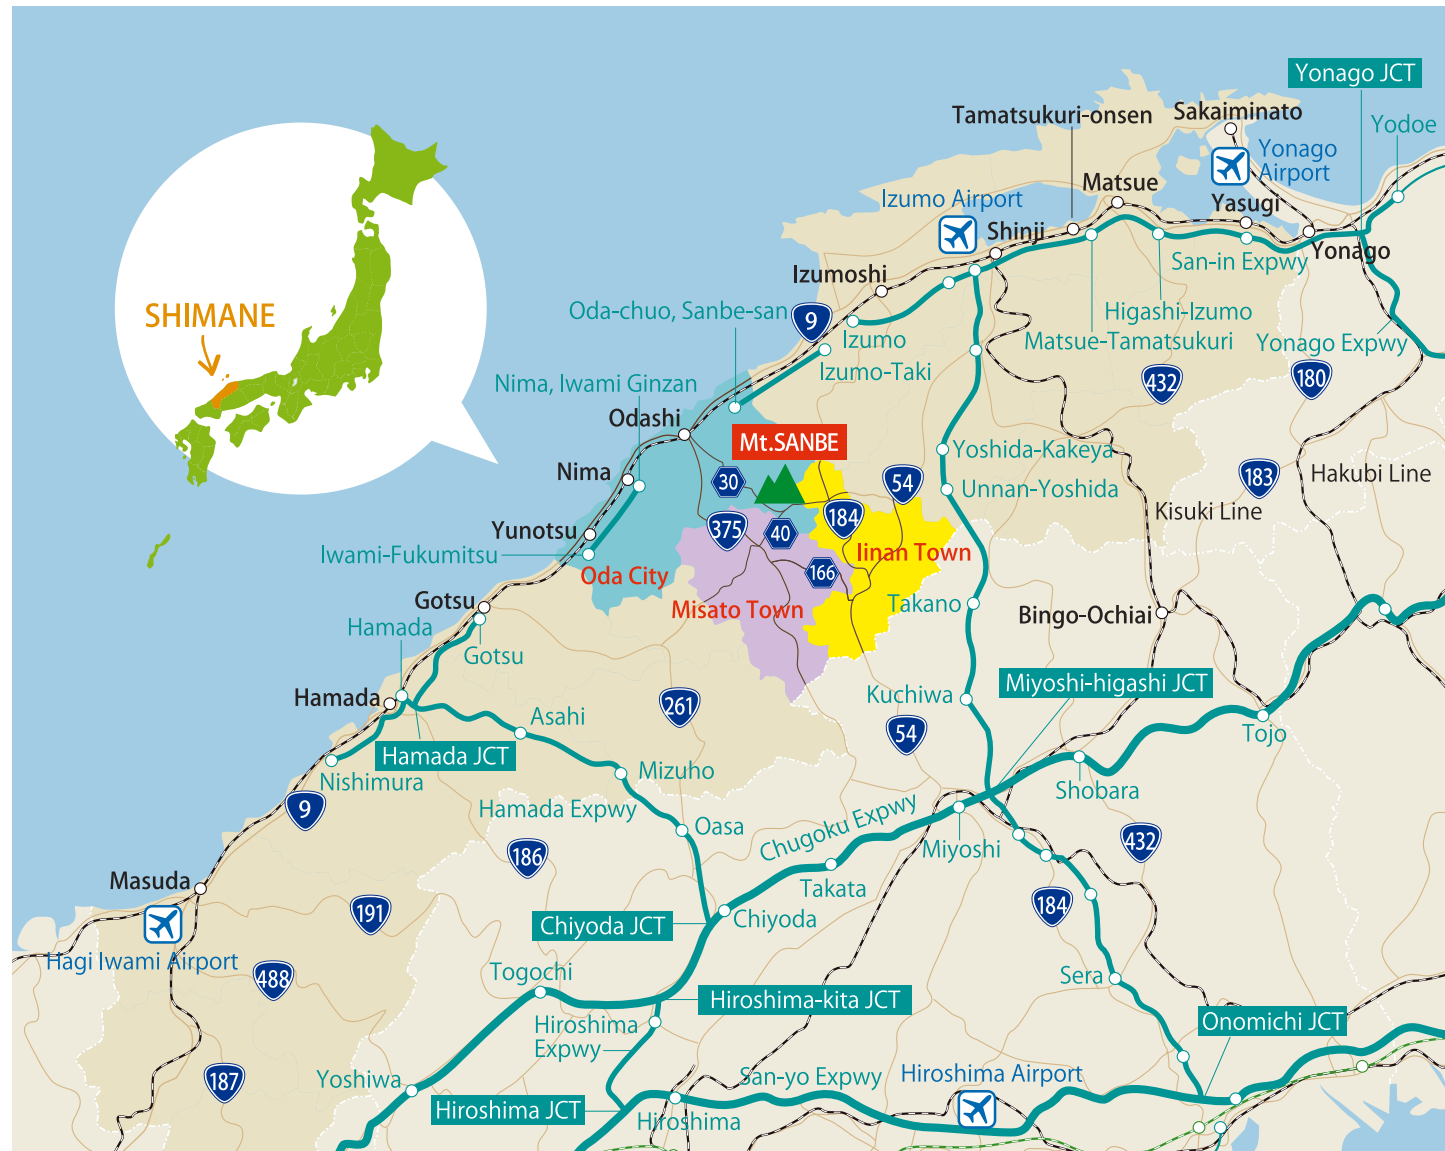 Yonago JCT
Sakaiminato
Tamatsukuri-onsen
Yodoe
Yonago
Airport
Matsue
Izumo Airport
Yasugi
Shinji
Yonago
San-in Expwy
Izumoshi
SHIMANE
Oda-chuo, Sanbe-san
9
Izumo
Higashi-Izumo
Matsue-Tamatsukuri
Yonago Expwy
Izumo-Taki
Nima, Iwami Ginzan
432
180
Odashi
Mt.SANBE
Yoshida-Kakeya
Hakubi Line
Nima
30
54
Unnan-Yoshida
183
Kisuki Line
Yunotsu
375
40
184
Iinan Town
Iwami-Fukumitsu
Oda City
166
Gotsu
Misato Town
Takano
Bingo-Ochiai
Hamada
Gotsu
Hamada
261
Kuchiwa
Miyoshi-higashi JCT
Asahi
54
Tojo
Hamada JCT
Nishimura
Mizuho
Shobara
9
Hamada Expwy
Oasa
Chugoku Expwy
Miyoshi
432
186
Masuda
Takata
191
Chiyoda JCT
Chiyoda
184
Hagi Iwami Airport
488
Togochi
Sera
Hiroshima-kita JCT
Hiroshima
Expwy
Onomichi JCT
187
Yoshiwa
San-yo Expwy
Hiroshima Airport
Hiroshima JCT
Hiroshima